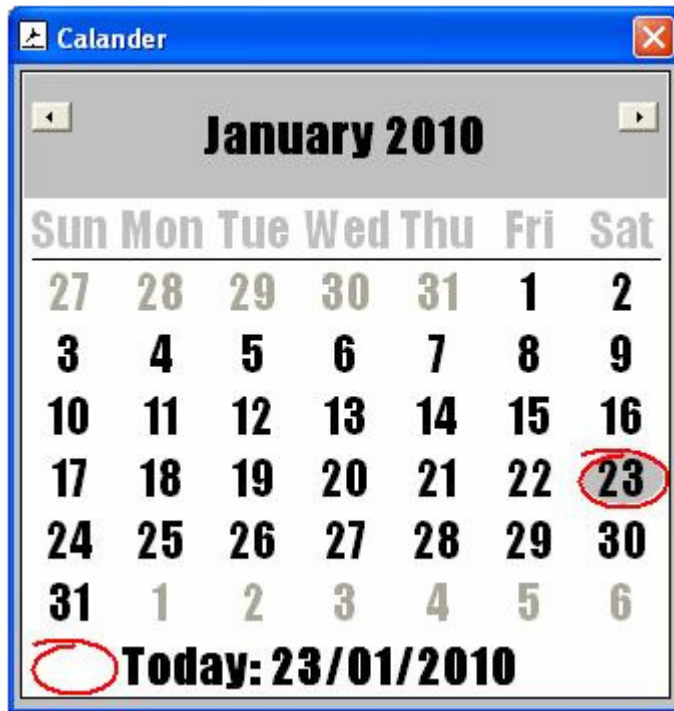 Calander
January 2010
Sun Mon Tue Wed Thu Fri Sat
27 28 29 30 31 1 2
3 4 5 6 7 8 9
10 11 12 13 14 15 16
17 18 19 20 21 22 23
24 25 26 27 28 29 30
31 1 2 3 4 5 6
Today: 23/01/2010